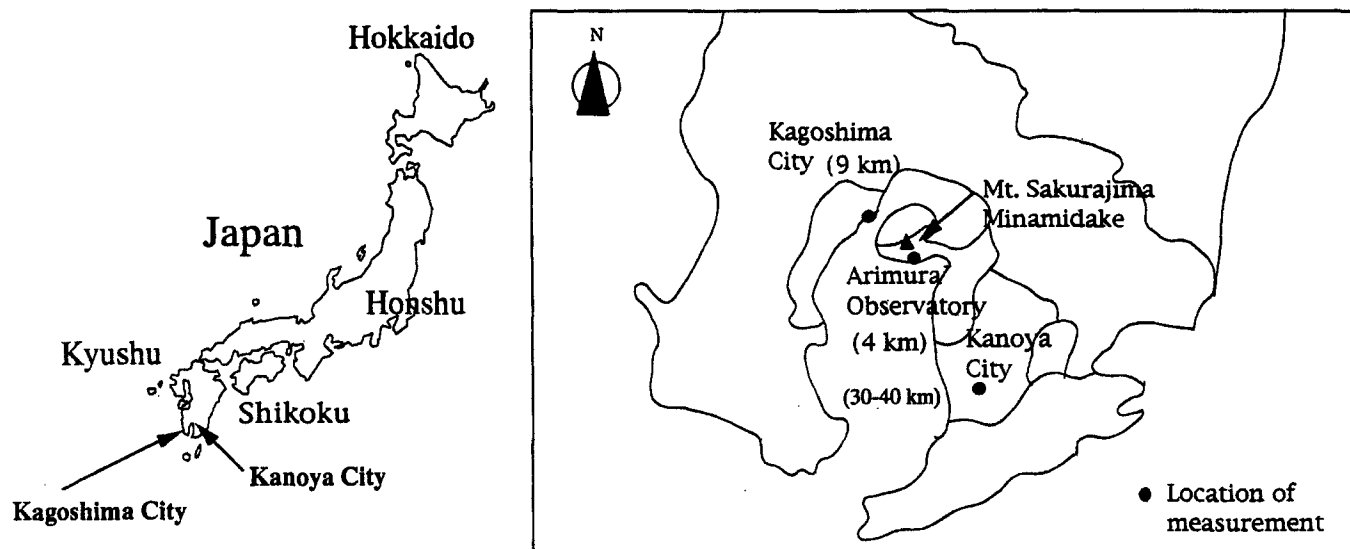 Hokkaido
Japan
Honshu
Kyushu
Shikoku
Kanoya City
Kagoshima City
N
Kagoshima
City (9 km)
Mt. Sakurajima
Minamidake
Arimura
Observatory
(4 km)
Kanoya
City
(30-40 km)
● Location of
measurement